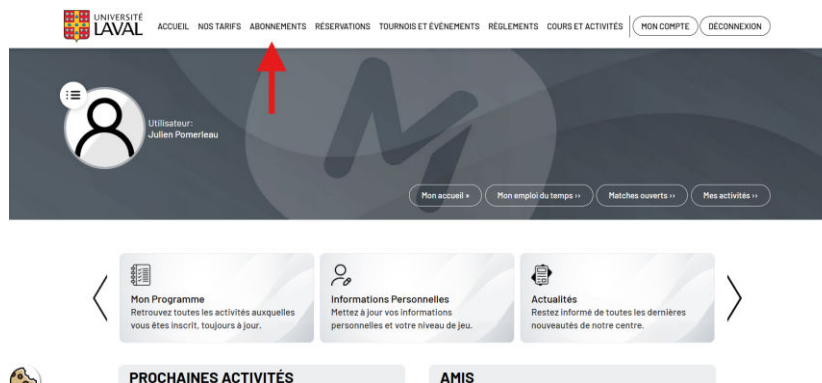 UNIVERSITÉ
LAVAL
ACCUEIL NOS TARIFS ABONNEMENTS RÉSERVATIONS TOURNOIS ET ÉVÉNEMENTS RÈGLEMENTS COURS ET ACTIVITÉS MON COMPTE DÉCONNEXION
Utilisateur:
Julien Pomerleau
Mon accueil » Mon emploi du temps >> Matches ouverts >> Mes activités >>
Mon Programme
Retrouvez toutes les activités auxquelles
vous êtes inscrit, toujours à jour.
Informations Personnelles
Mettez à jour vos informations
personnelles et votre niveau de jeu.
Actualités
Restez informé de toutes les dernières
nouveautés de notre centre.
PROCHAINES ACTIVITÉS
AMIS